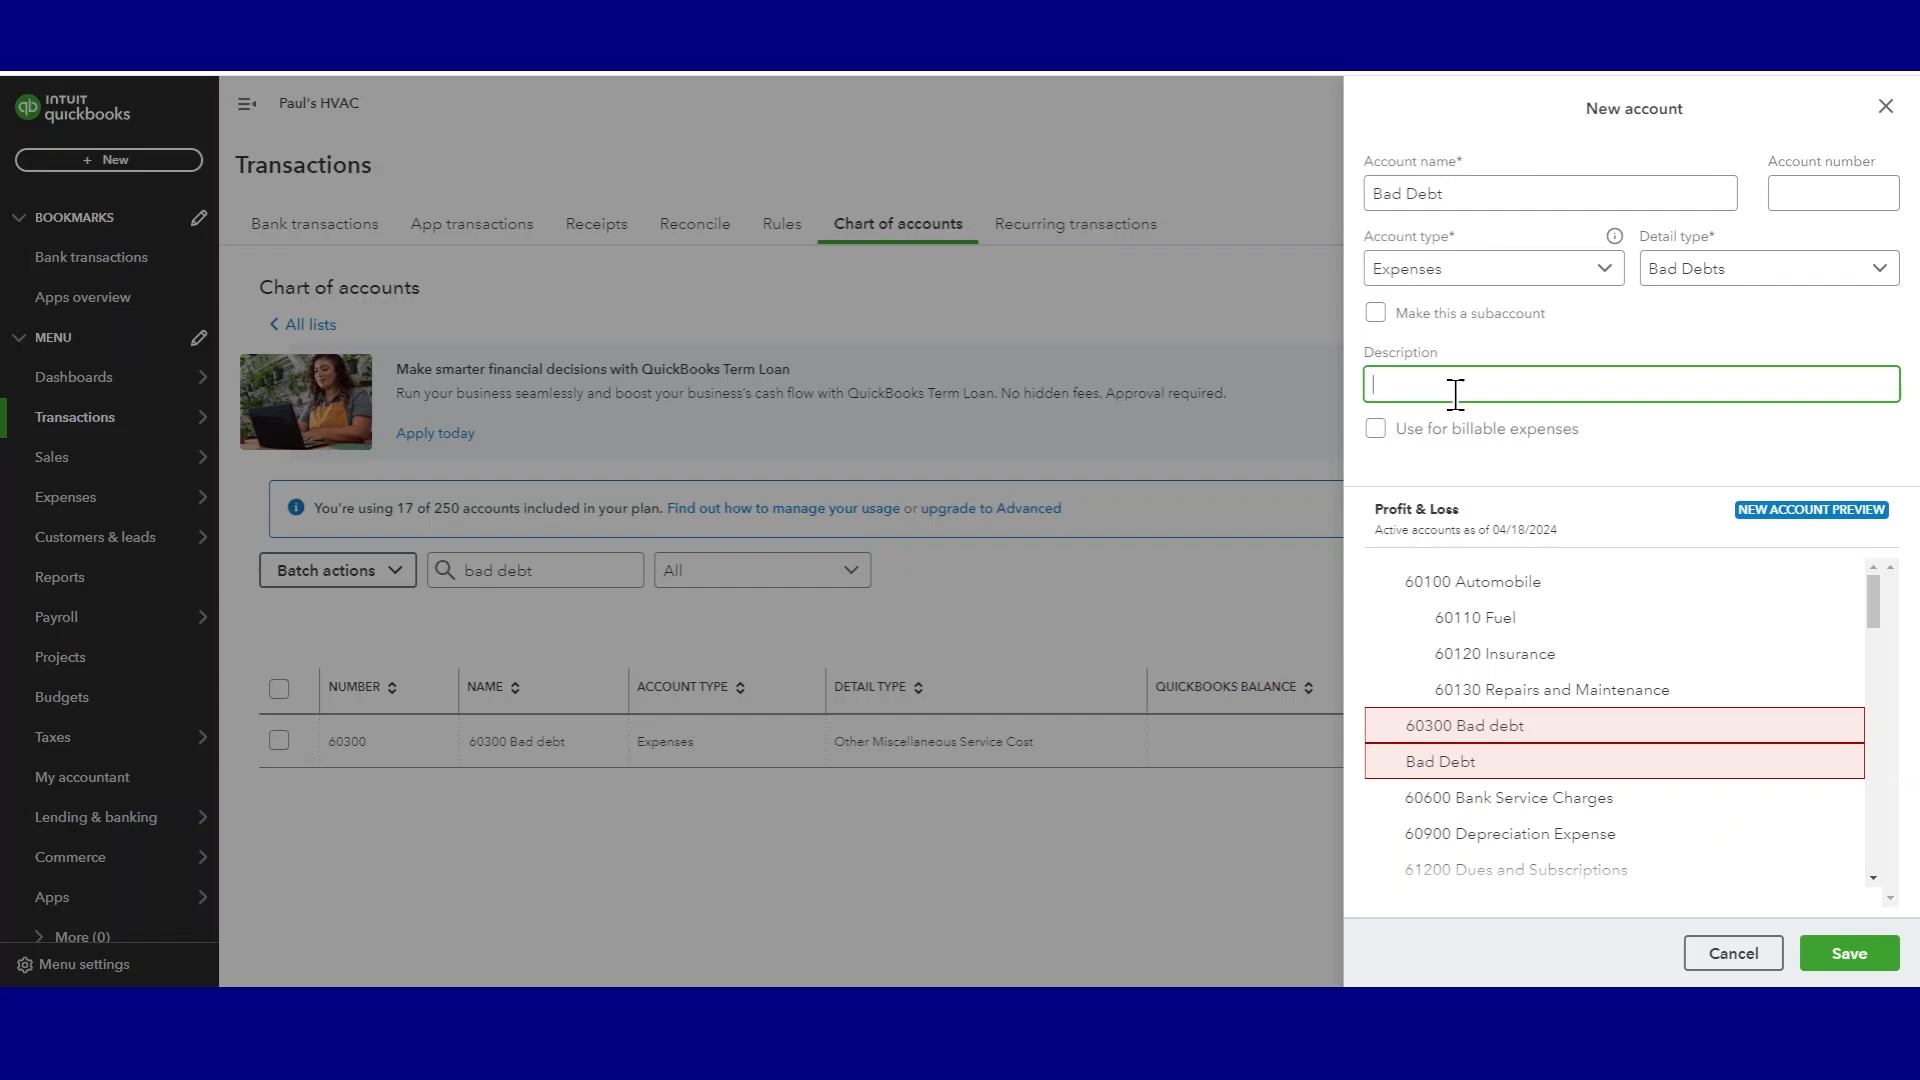 INTUIT
quickbooks
+ New
BOOKMARKS
Bank transactions
Apps overview
MENU
Dashboards
Transactions
Sales
Expenses
Customers & leads
Reports
Payroll
Projects
Budgets
Taxes
My accountant
Lending & banking
Commerce
Apps
More (0)
Menu settings
Paul's HVAC
Transactions
Bank transactions App transactions Receipts Reconcile Rules Chart of accounts Recurring transactions
Chart of accounts
All lists
Make smarter financial decisions with QuickBooks Term Loan
Run your business seamlessly and boost your business's cash flow with QuickBooks Term Loan. No hidden fees. Approval required.
Apply today
You're using 17 of 250 accounts included in your plan. Find out how to manage your usage or upgrade to Advanced
Batch actions bad debt All
NUMBER NAME ACCOUNT TYPE DETAIL TYPE QUICKBOOKS BALANCE
60300 60300 Bad debt Expenses Other Miscellaneous Service Cost
New account
Account name* Account number
Bad Debt
Account type* Detail type*
Expenses Bad Debts
Make this a subaccount
Description
Use for billable expenses
Profit & Loss NEW ACCOUNT PREVIEW
Active accounts as of 04/18/2024
60100 Automobile
60110 Fuel
60120 Insurance
60130 Repairs and Maintenance
60300 Bad debt
Bad Debt
60600 Bank Service Charges
60900 Depreciation Expense
61200 Dues and Subscriptions
Cancel Save